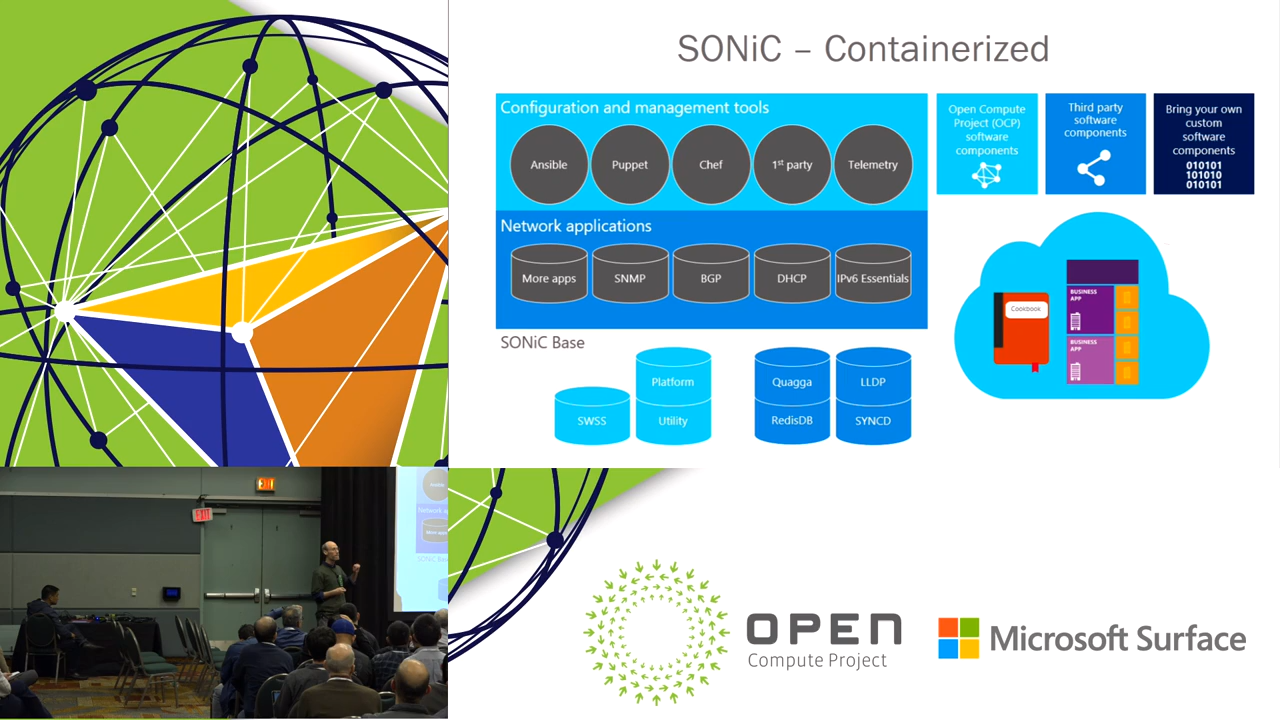 SONiC – Containerized
Configuration and management tools
Ansible
Puppet
Chef
1st party
Telemetry
Network applications
More apps
SNMP
BGP
DHCP
IPv6 Essentials
SONiC Base
SWSS
Platform
Utility
Quagga
RedisDB
LLDP
SYNCD
Open Compute
Project (OCP)
software
components
Third party
software
components
Bring your own
custom
software
components
010101
101010
010101
Cookbook
BUSINESS
APP
BUSINESS
APP
EXIT
EXIT
OPEN
Compute Project
Microsoft Surface